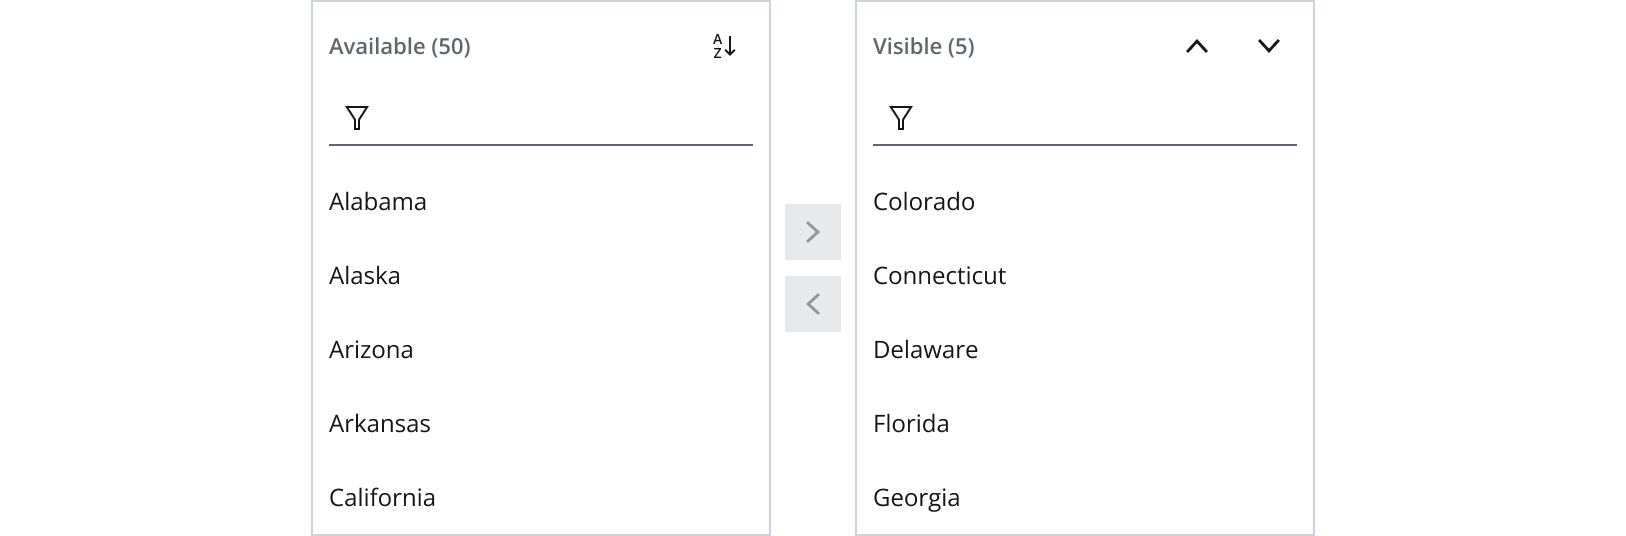 Available (50)
A
Z
Alabama
Alaska
Arizona
Arkansas
California
Visible (5)
Colorado
Connecticut
Delaware
Florida
Georgia